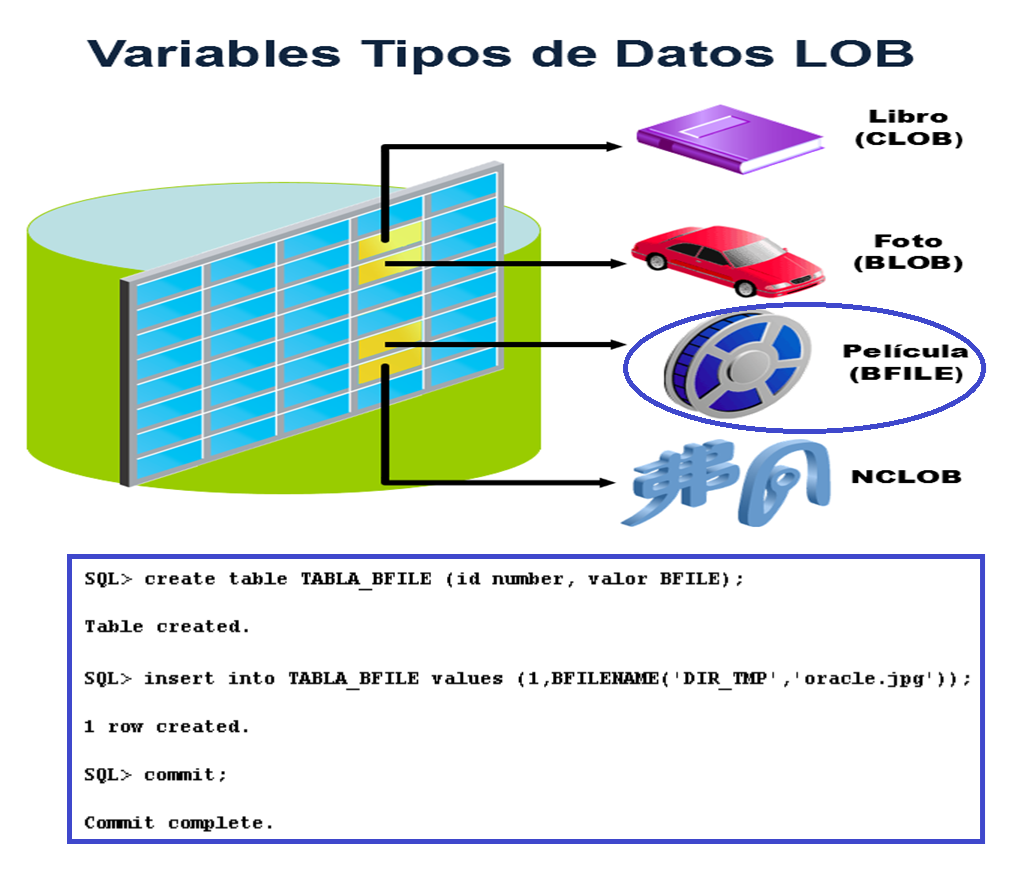 Variables Tipos de Datos LOB
Libro
(CLOB)
Foto
(BLOB)
Película
(BFILE)
NCLOB
SQL> create table TABLA_BFILE (id number, valor BFILE);
Table created.
SQL> insert into TABLA_BFILE values (1,BFILENAME('DIR_TMP','oracle.jpg'));
1 row created.
SQL> commit;
Commit complete.